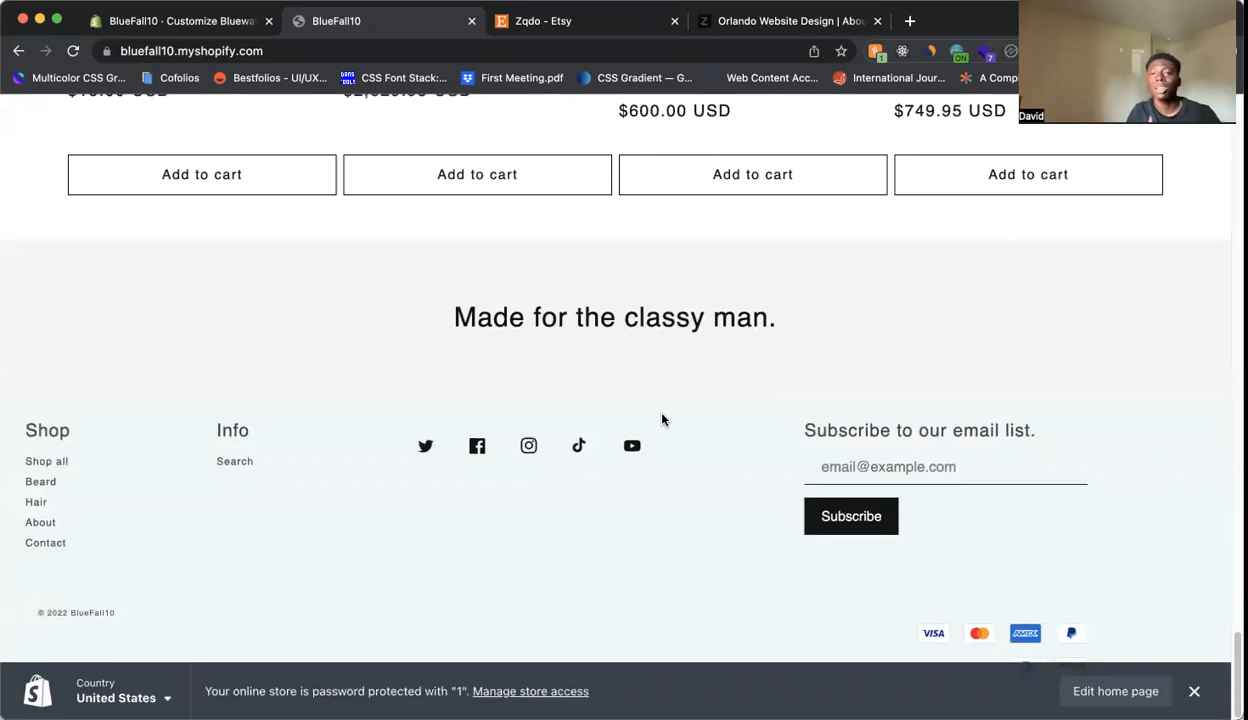 BlueFall10 · Customize Bluewa
BlueFall10
Zqdo - Etsy
Orlando Website Design | Abou
bluefall10.myshopify.com
Multicolor CSS Gr...
Cofolios
Bestfolios - UI/UX...
CSS Font Stack:...
First Meeting.pdf
CSS Gradient — G...
Web Content Acc...
International Jour...
A Compl
David
$600.00 USD
$749.95 USD
Add to cart
Add to cart
Add to cart
Add to cart
Made for the classy man.
Shop
Shop all
Beard
Hair
About
Contact
Info
Search
Subscribe to our email list.
email@example.com
Subscribe
© 2022 BlueFall10
VISA
AMEX
Country
United States
Your online store is password protected with "1". Manage store access
Edit home page